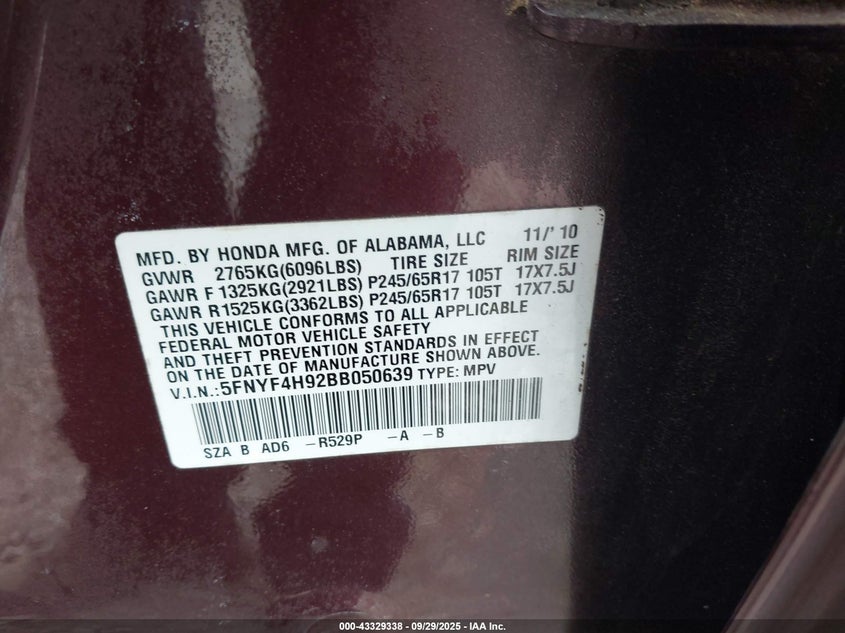 MFD. BY HONDA MFG. OF ALABAMA, LLC 11/'10
GVWR 2765KG(6096LBS) TIRE SIZE RIM SIZE
GAWR F 1325KG(2921LBS) P245/65R17 105T 17X7.5J
GAWR R1525KG(3362LBS) P245/65R17 105T 17X7.5J
THIS VEHICLE CONFORMS TO ALL APPLICABLE
FEDERAL MOTOR VEHICLE SAFETY
AND THEFT PREVENTION STANDARDS IN EFFECT
ON THE DATE OF MANUFACTURE SHOWN ABOVE.
V.I.N.:5FNYF4H92BB050639 TYPE: MPV
SZA B AD6 -R529P -A -B
000-43329338 - 09/29/2025 - IAA Inc.